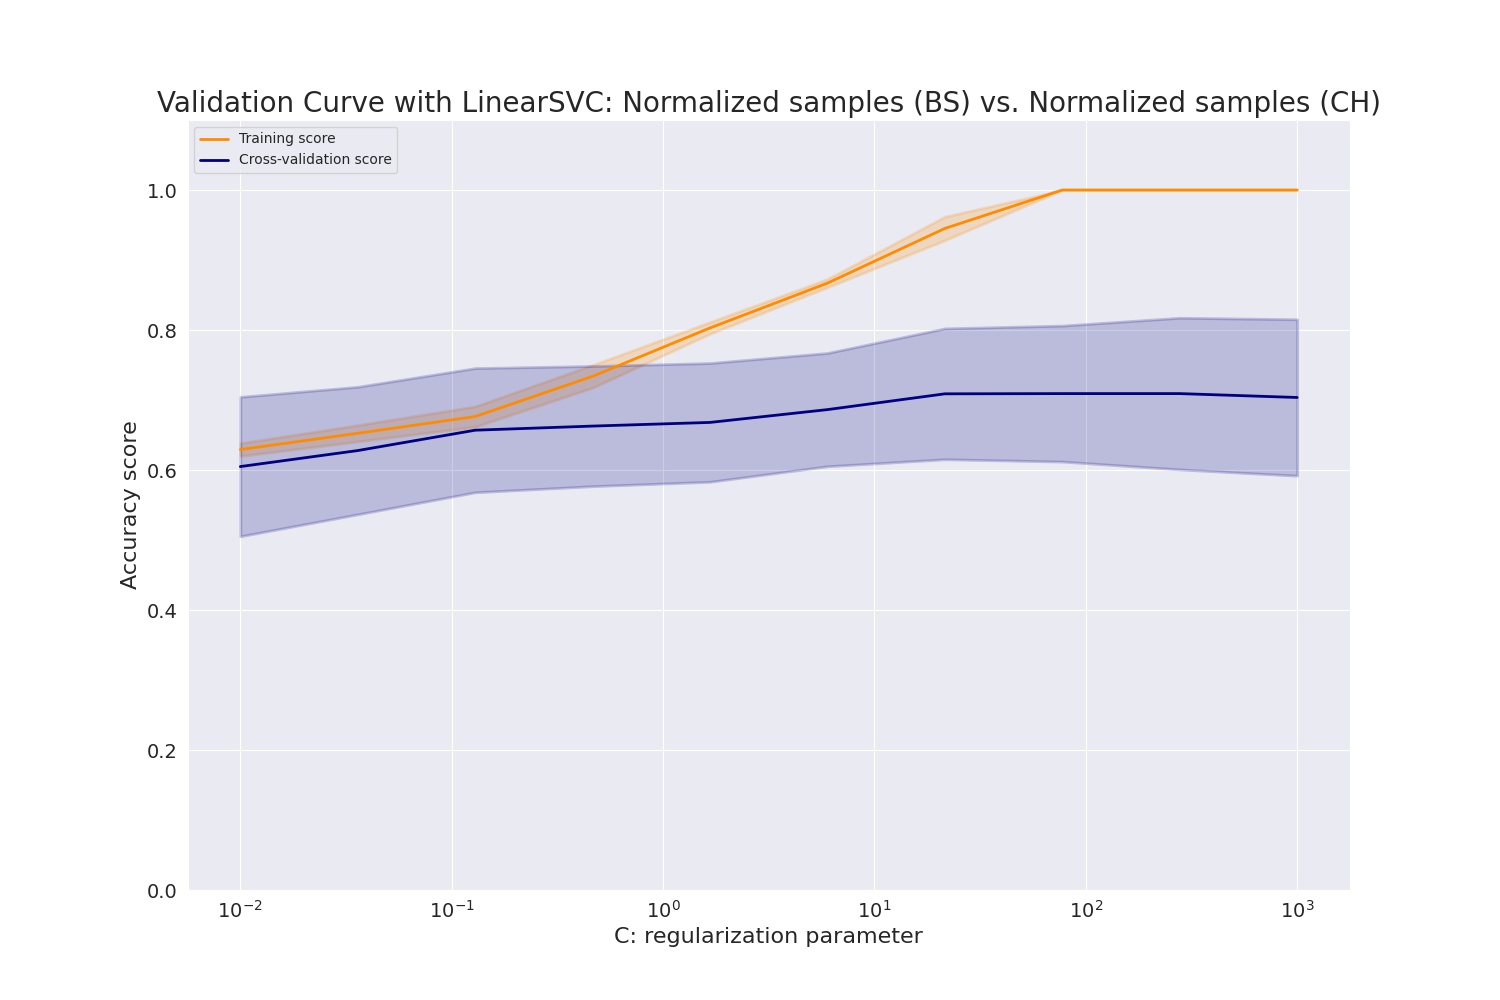 Validation Curve with LinearSVC: Normalized samples (BS) vs. Normalized samples (CH)
Training score
Cross-validation score
1.0
0.8
0.6
0.4
0.2
0.0
Accuracy score
10⁻² 10⁻¹ 10⁰ 10¹ 10² 10³
C: regularization parameter